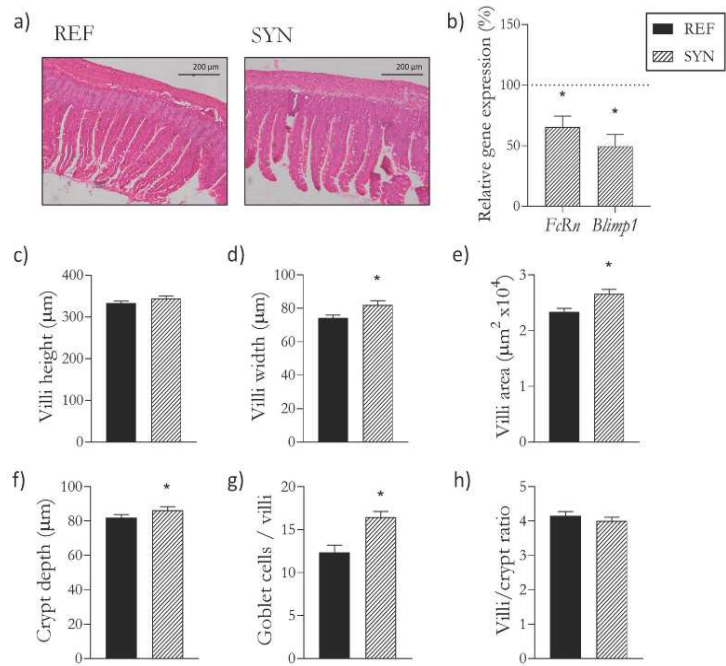 a)
REF
SYN
200 µm
200 µm
b)
Relative gene expression (%)
150
100
50
0
*
*
FcRn
Blimp1
REF
SYN
c)
Villi height (µm)
400
300
200
100
0
d)
Villi width (µm)
100
80
60
40
20
0
*
e)
Villi area (µm² x10⁴)
3
2
1
0
*
f)
Crypt depth (µm)
100
80
60
40
20
0
*
g)
Goblet cells / villi
20
15
10
5
0
*
h)
Villi/crypt ratio
5
4
3
2
1
0